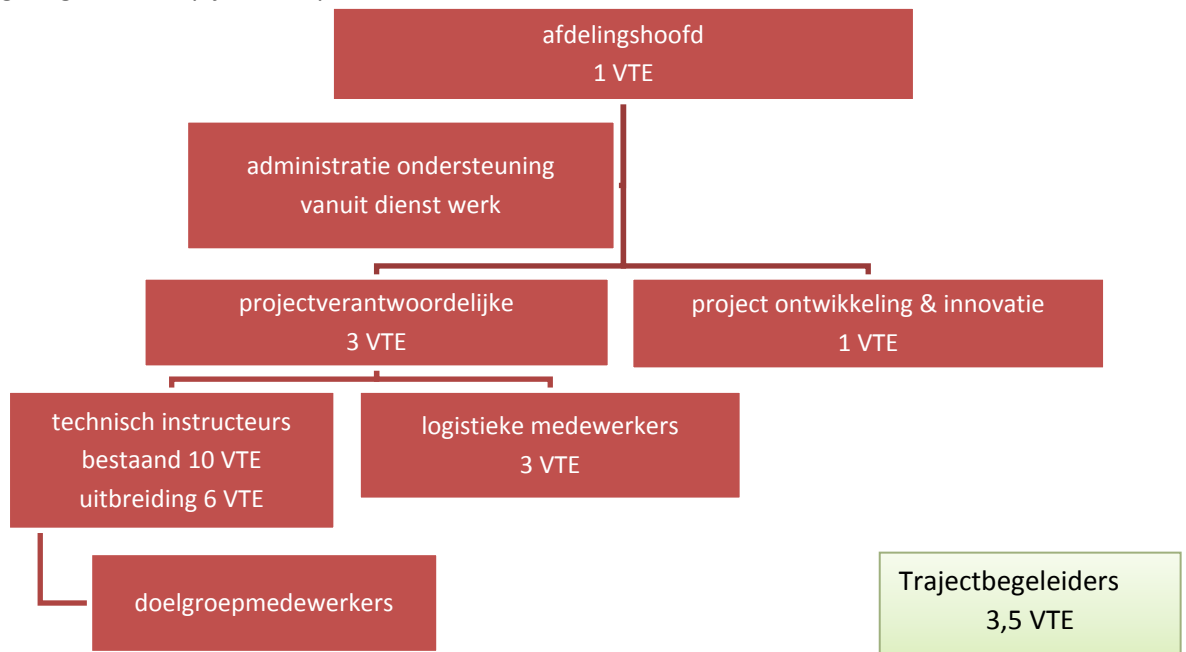 afdelingshoofd
1 VTE
administratie ondersteuning
vanuit dienst werk
projectverantwoordelijke
3 VTE
project ontwikkeling & innovatie
1 VTE
technisch instructeurs
bestaand 10 VTE
uitbreiding 6 VTE
logistieke medewerkers
3 VTE
doelgroepmedewerkers
Trajectbegeleiders
3,5 VTE